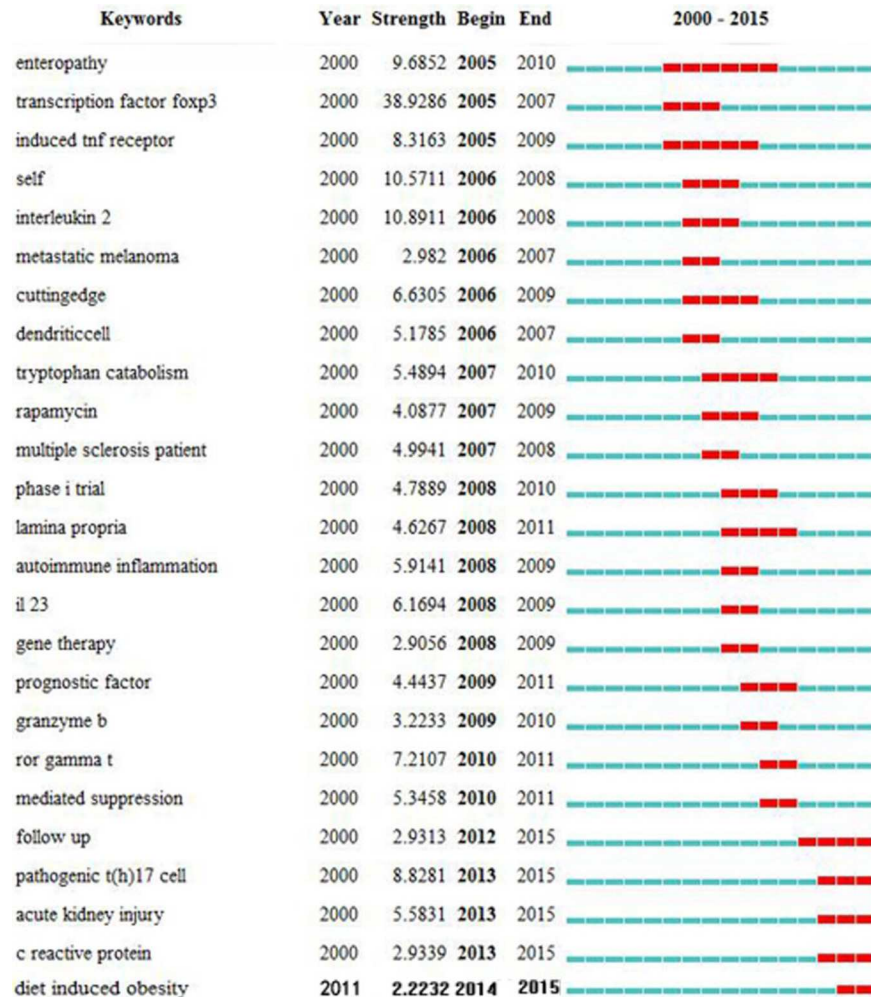 Keywords Year Strength Begin End 2000 - 2015
enteropathy 2000 9.6852 2005 2010
transcription factor foxp3 2000 38.9286 2005 2007
induced tnf receptor 2000 8.3163 2005 2009
self 2000 10.5711 2006 2008
interleukin 2 2000 10.8911 2006 2008
metastatic melanoma 2000 2.982 2006 2007
cuttingedge 2000 6.6305 2006 2009
dendriticcell 2000 5.1785 2006 2007
tryptophan catabolism 2000 5.4894 2007 2010
rapamycin 2000 4.0877 2007 2009
multiple sclerosis patient 2000 4.9941 2007 2008
phase i trial 2000 4.7889 2008 2010
lamina propria 2000 4.6267 2008 2011
autoimmune inflammation 2000 5.9141 2008 2009
il 23 2000 6.1694 2008 2009
gene therapy 2000 2.9056 2008 2009
prognostic factor 2000 4.4437 2009 2011
granzyme b 2000 3.2233 2009 2010
ror gamma t 2000 7.2107 2010 2011
mediated suppression 2000 5.3458 2010 2011
follow up 2000 2.9313 2012 2015
pathogenic t(h)17 cell 2000 8.8281 2013 2015
acute kidney injury 2000 5.5831 2013 2015
c reactive protein 2000 2.9339 2013 2015
diet induced obesity 2011 2.2232 2014 2015